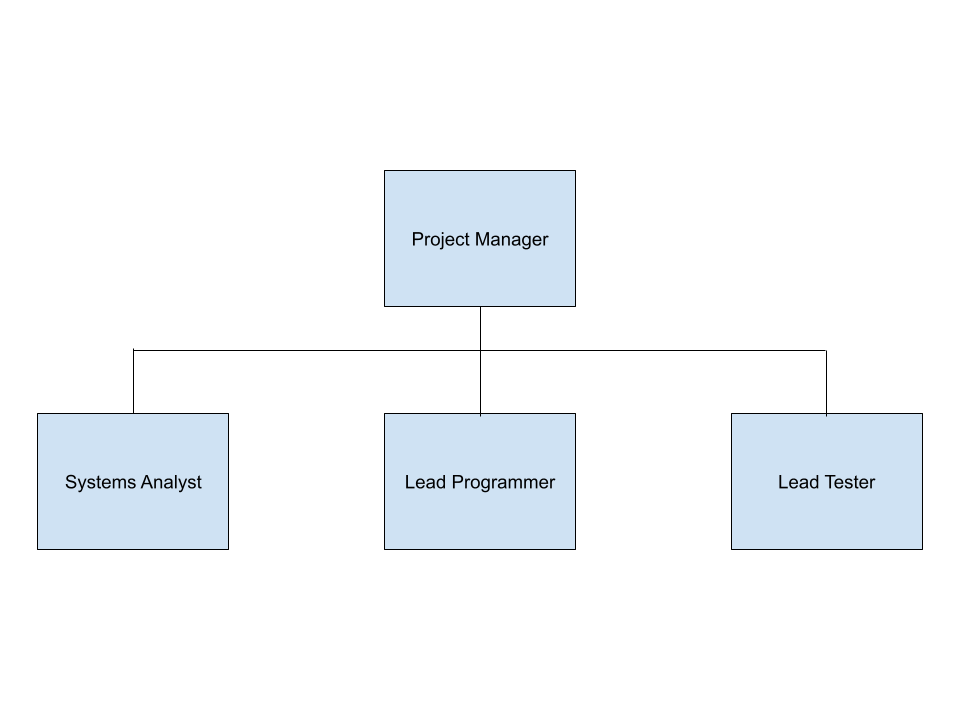 Project Manager
Systems Analyst
Lead Programmer
Lead Tester